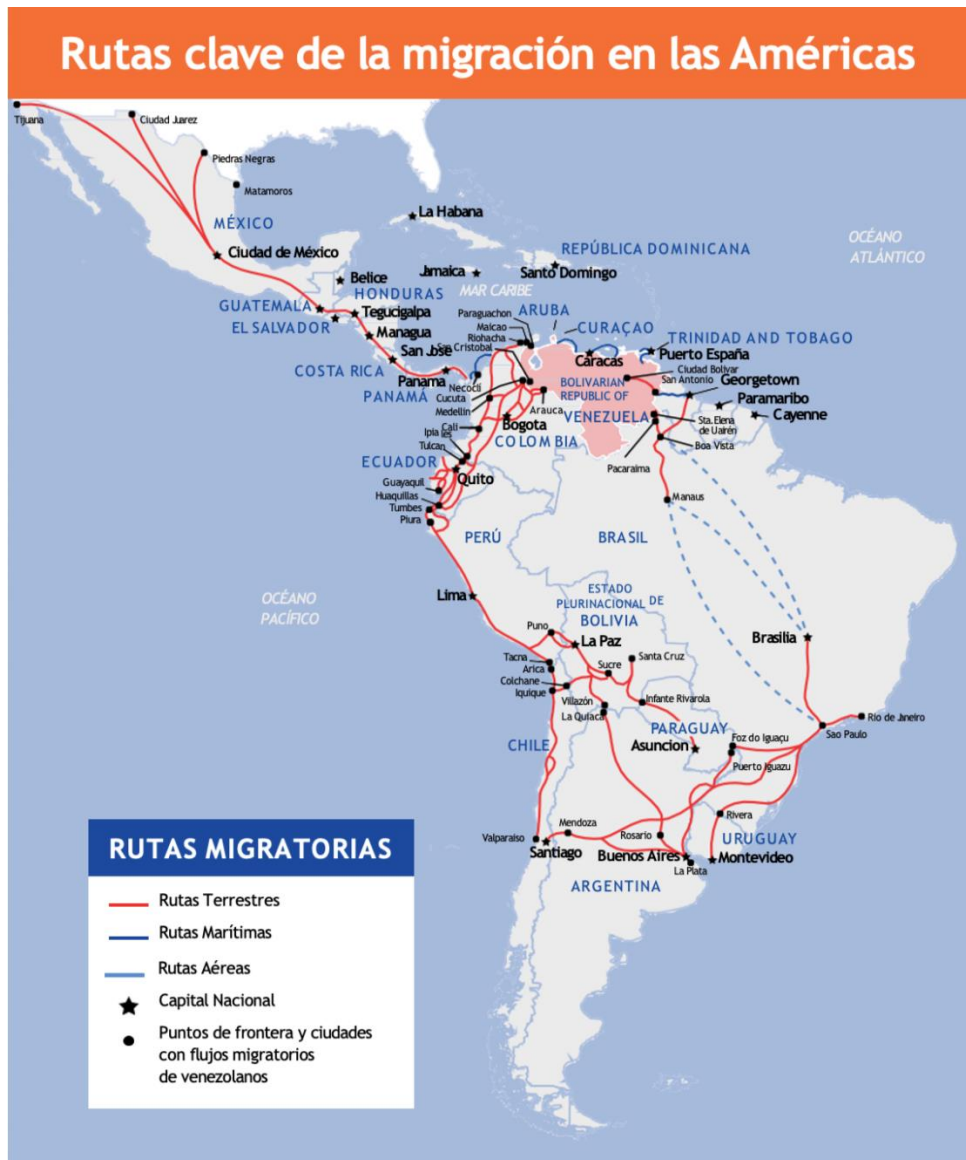 Rutas clave de la migración en las Américas
Tijuana
Ciudad Juarez
Piedras Negras
Matamoros
MÉXICO
La Habana
Ciudad de México
REPÚBLICA DOMINICANA
OCÉANO
ATLÁNTICO
Belice
Jamaica
Santo Domingo
HONDURAS
MAR CARIBE
GUATEMALA
Tegucigalpa
EL SALVADOR
Paraguachon
ARUBA
Maicao
CURAÇAO
Managua
Riohacha
TRINIDAD AND TOBAGO
San Cristobal
San José
Caracas
Puerto España
COSTA RICA
Ciudad Bolivar
Panama
Necoclí
San Antonio
Georgetown
BOLIVARIAN
REPUBLIC OF
VENEZUELA
PANAMÁ
Cucuta
Paramaribo
Medellín
Arauca
Cayenne
Bogota
Sta. Elena
de Uairén
Cali
COLOMBIA
Ipiales
Boa Vista
Tulcan
ECUADOR
Pacaraima
Quito
Guayaquil
Huaquillas
Manaus
Tumbes
Piura
PERÚ
BRASIL
OCÉANO
PACÍFICO
Lima
ESTADO
PLURINACIONAL DE
BOLIVIA
Puno
La Paz
Brasilia
Tacna
Santa Cruz
Arica
Sucre
Colchane
Iquique
Villazón
Infante Rivarola
La Quiaca
Rio de Janeiro
PARAGUAY
Sao Paulo
CHILE
Asuncion
Foz do Iguaçu
Puerto Iguazu
Mendoza
Rivera
Valparaiso
Rosario
URUGUAY
Santiago
Buenos Aires
Montevideo
La Plata
ARGENTINA
RUTAS MIGRATORIAS
Rutas Terrestres
Rutas Marítimas
Rutas Aéreas
Capital Nacional
Puntos de frontera y ciudades
con flujos migratorios
de venezolanos